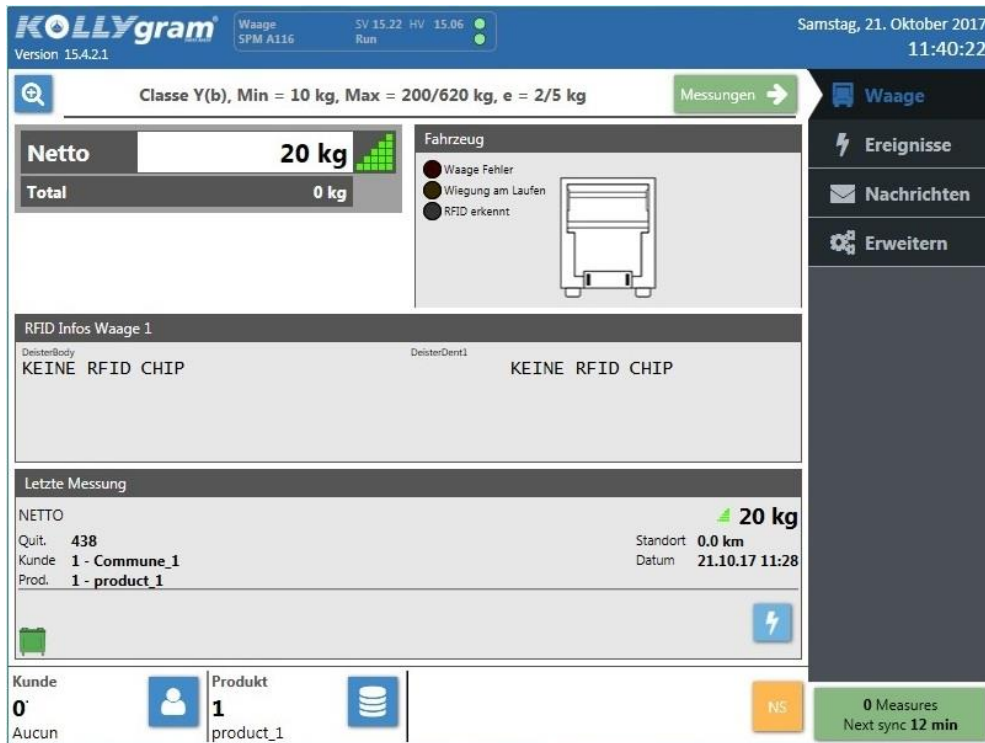 KOLLYgram
Version 15.4.2.1
Waage SV 15.22 HV 15.06
SPM A116 Run
Samstag, 21. Oktober 2017
11:40:22
Classe Y(b), Min = 10 kg, Max = 200/620 kg, e = 2/5 kg
Messungen
Waage
Ereignisse
Nachrichten
Erweitern
Netto 20 kg
Total 0 kg
Fahrzeug
Waage Fehler
Wiegung am Laufen
RFID erkennt
RFID Infos Waage 1
DeisterBody DeisterDent1
KEINE RFID CHIP KEINE RFID CHIP
Letzte Messung
NETTO 20 kg
Quit. 438 Standort 0.0 km
Kunde 1 - Commune_1 Datum 21.10.17 11:28
Prod. 1 - product_1
Kunde
0
Aucun
Produkt
1
product_1
NS
0 Measures
Next sync 12 min